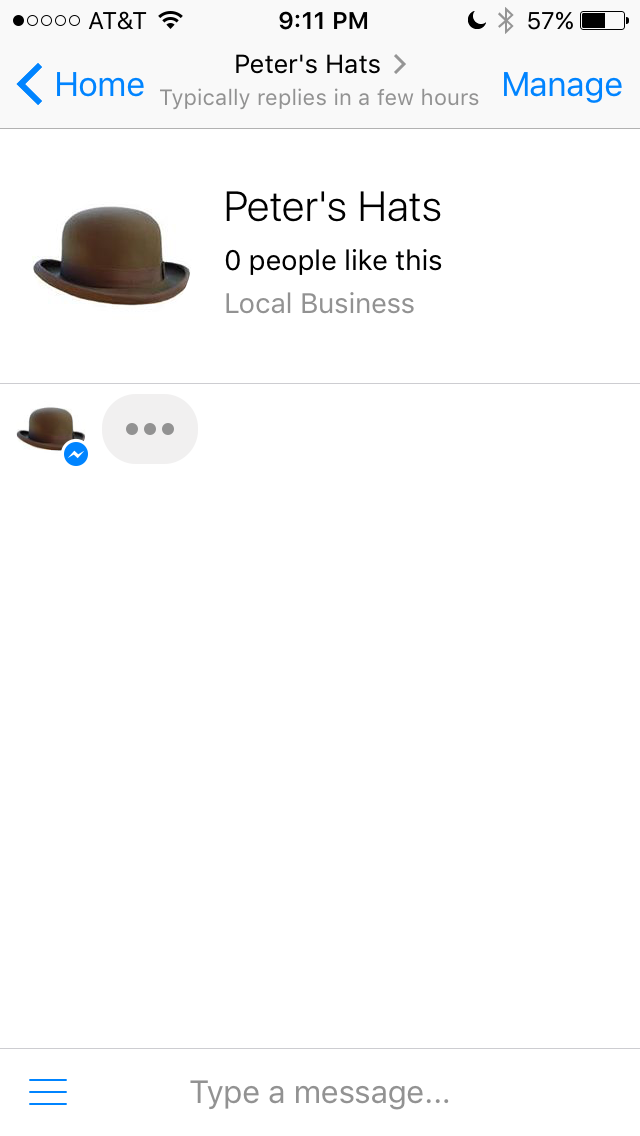 AT&T 9:11 PM 57%
Home Peter's Hats Manage
Typically replies in a few hours
Peter's Hats
0 people like this
Local Business
Type a message...